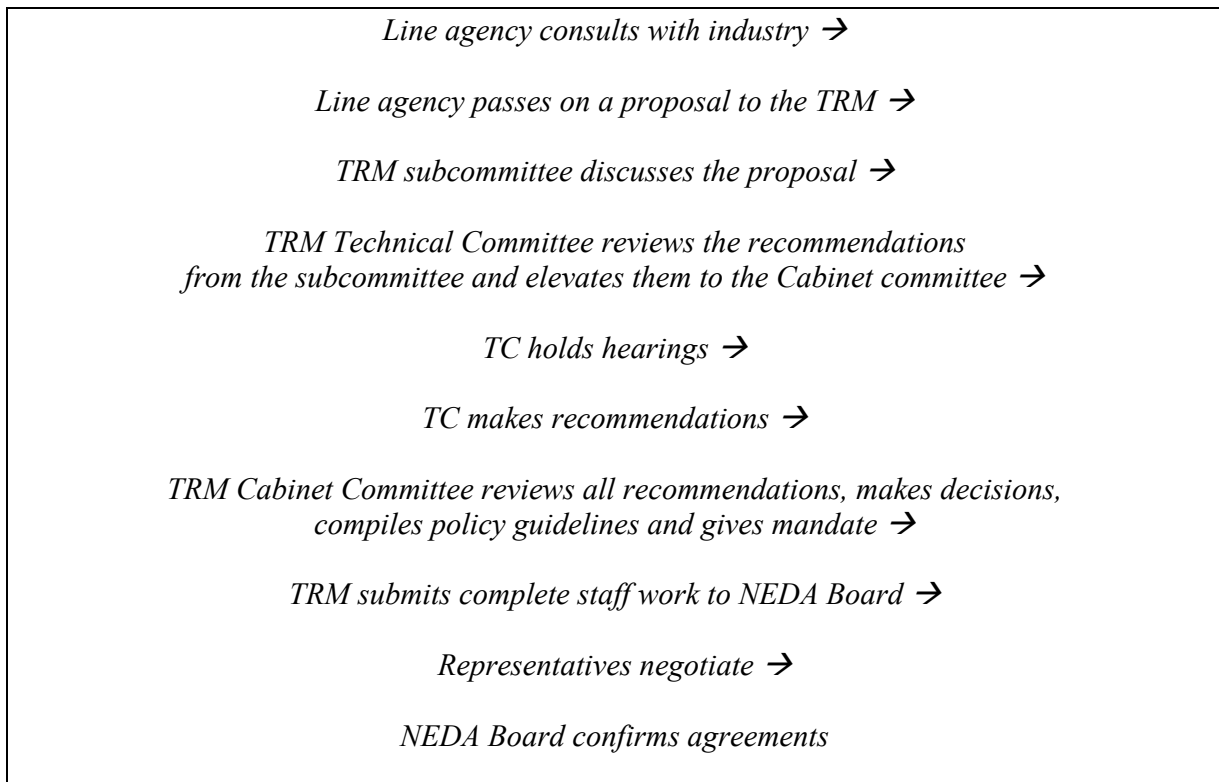 Line agency consults with industry →
Line agency passes on a proposal to the TRM →
TRM subcommittee discusses the proposal →
TRM Technical Committee reviews the recommendations
from the subcommittee and elevates them to the Cabinet committee →
TC holds hearings →
TC makes recommendations →
TRM Cabinet Committee reviews all recommendations, makes decisions,
compiles policy guidelines and gives mandate →
TRM submits complete staff work to NEDA Board →
Representatives negotiate →
NEDA Board confirms agreements